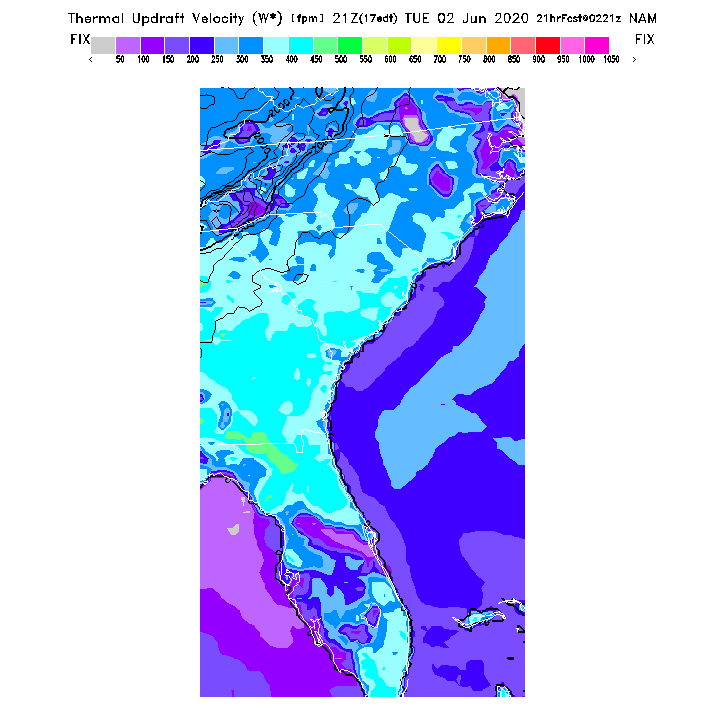 Thermal Updraft Velocity (W*) [fpm] 21Z(17edt) TUE 02 Jun 2020 21hrFcst@0221z NAM
FIX FIX
< 50 100 150 200 250 300 350 400 450 500 550 600 650 700 750 800 850 900 950 1000 1050 >
2000